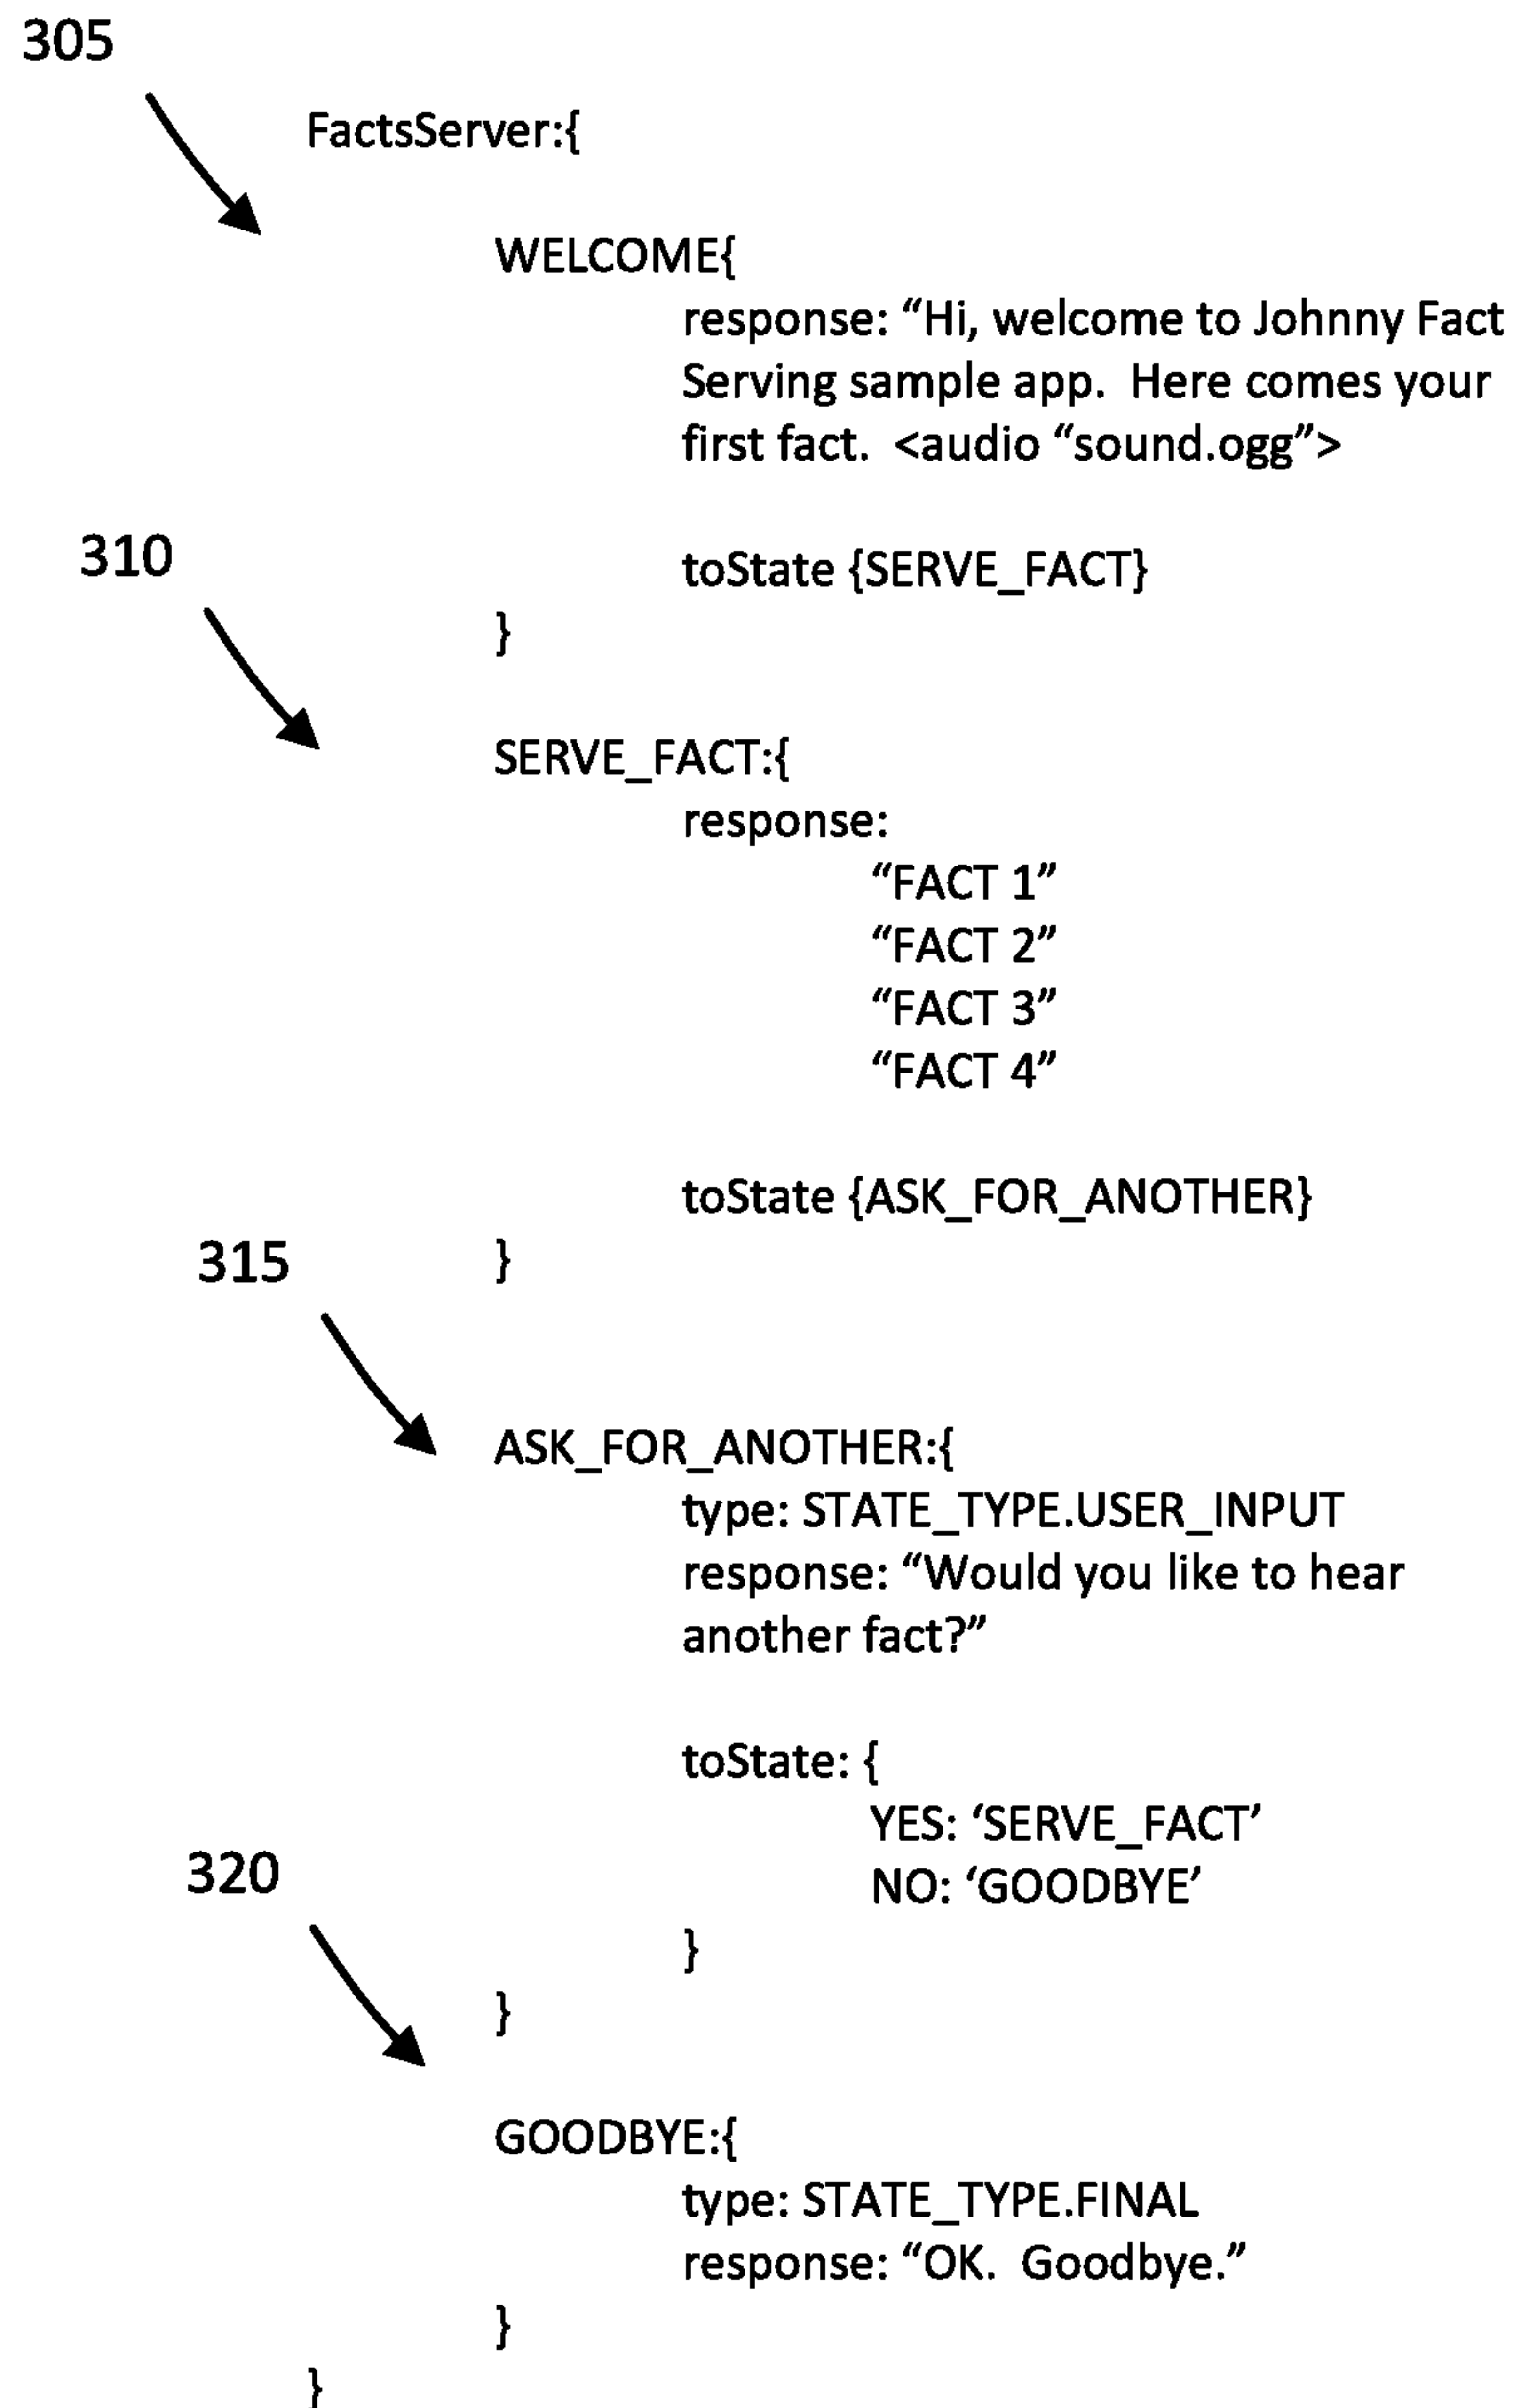 305
FactsServer:{
WELCOME{
response: “Hi, welcome to Johnny Fact
Serving sample app.  Here comes your
first fact.  <audio “sound.ogg”>
310
toState {SERVE_FACT}
}
SERVE_FACT:{
response:
“FACT 1”
“FACT 2”
“FACT 3”
“FACT 4”
toState {ASK_FOR_ANOTHER}
315
}
ASK_FOR_ANOTHER:{
type: STATE_TYPE.USER_INPUT
response: “Would you like to hear
another fact?”
toState: {
YES: ‘SERVE_FACT’
320
NO: ‘GOODBYE’
}
}
GOODBYE:{
type: STATE_TYPE.FINAL
response: “OK.  Goodbye.”
}
}